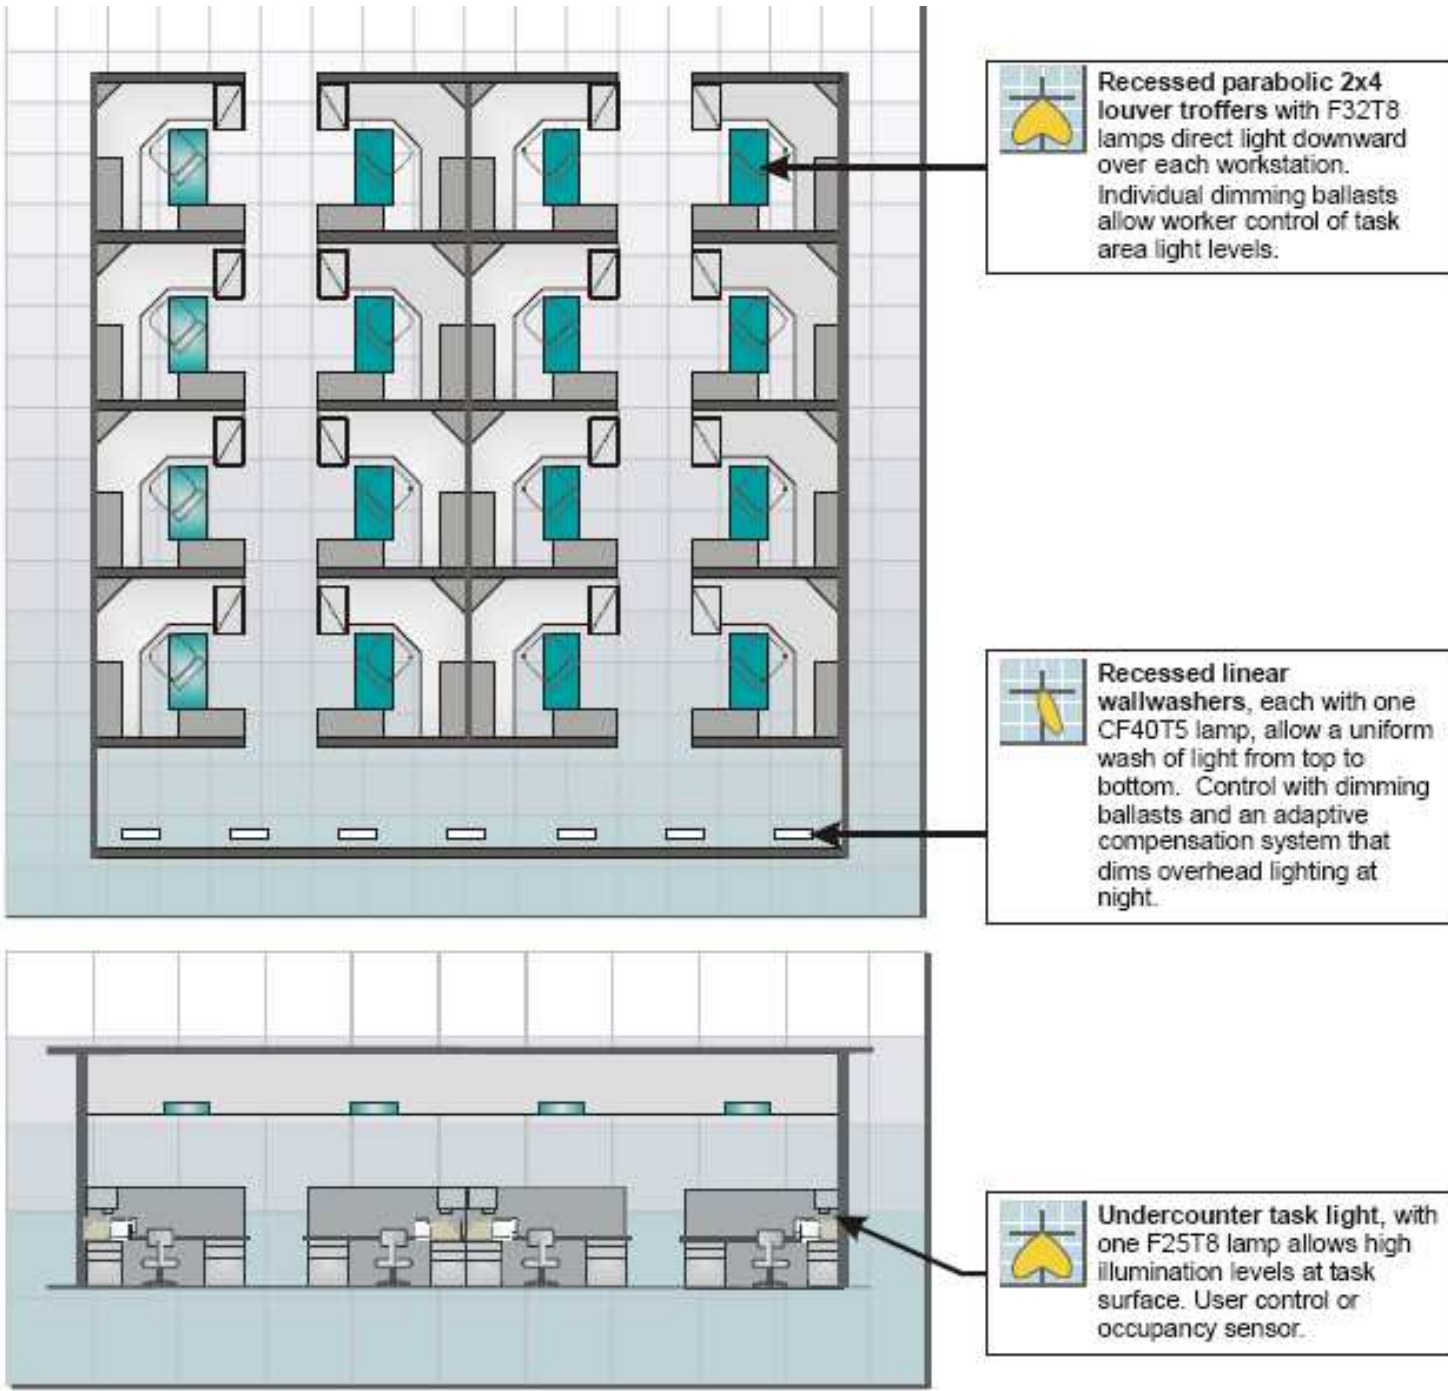 Recessed parabolic 2x4
louver troffers with F32T8
lamps direct light downward
over each workstation.
Individual dimming ballasts
allow worker control of task
area light levels.
Recessed linear
wallwashers, each with one
CF40T5 lamp, allow a uniform
wash of light from top to
bottom.  Control with dimming
ballasts and an adaptive
compensation system that
dims overhead lighting at
night.
Undercounter task light, with
one F25T8 lamp allows high
illumination levels at task
surface. User control or
occupancy sensor.